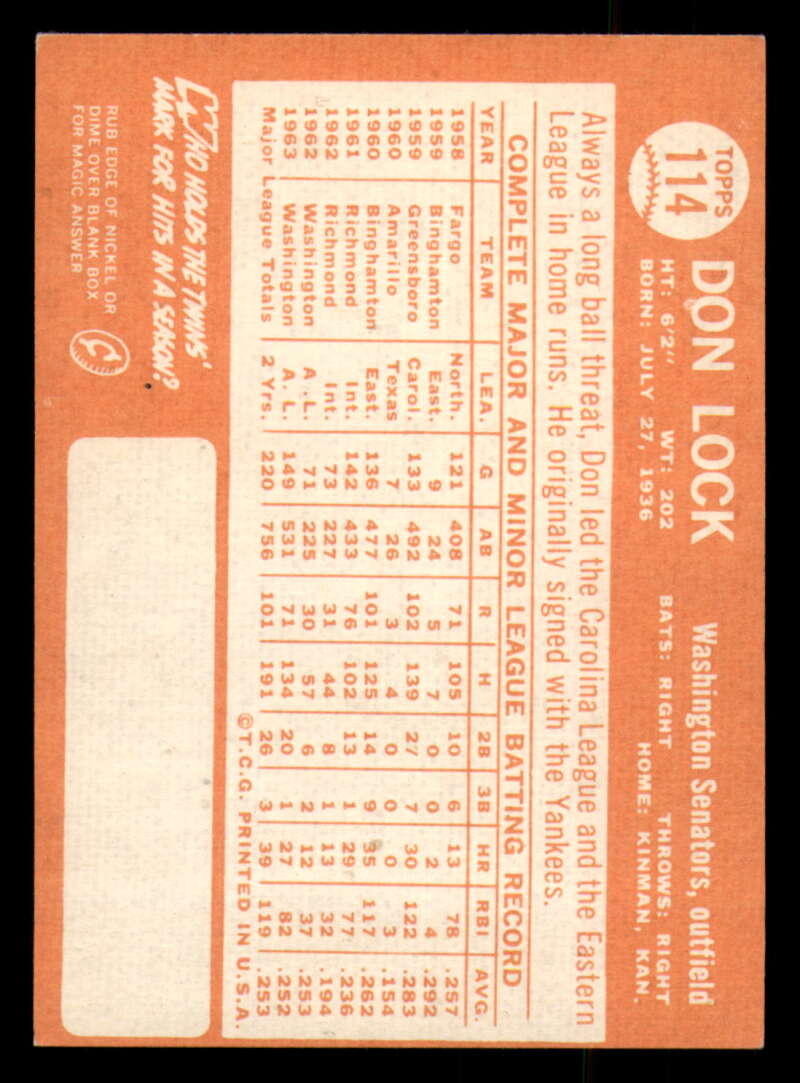 TOPPS
114
DON LOCK
Washington Senators, outfield
HT: 6'2" WT: 202 BATS: RIGHT THROWS: RIGHT
BORN: JULY 27, 1936 HOME: KINMAN, KAN.
Always a long ball threat, Don led the Carolina League and the Eastern
League in home runs. He originally signed with the Yankees.
COMPLETE MAJOR AND MINOR LEAGUE BATTING RECORD
YEAR TEAM LEA. G AB R H 2B 3B HR RBI AVG.
1958 Fargo North. 121 408 71 105 10 6 13 78 .257
1959 Binghamton East. 9 24 5 7 0 0 2 4 .292
1959 Greensboro Carol. 133 492 102 139 27 7 30 122 .283
1960 Amarillo Texas 7 26 3 4 0 0 0 3 .154
1960 Binghamton East. 136 477 101 125 14 9 35 117 .262
1961 Richmond Int. 142 433 76 102 13 1 29 77 .236
1962 Richmond Int. 73 227 31 44 8 1 13 32 .194
1962 Washington A.L. 71 225 30 57 6 2 12 37 .253
1963 Washington A.L. 149 531 71 134 20 1 27 82 .252
Major League Totals 2 Yrs. 220 756 101 191 26 3 39 119 .253
©T.C.G. PRINTED IN U.S.A.
WHO HOLDS THE TWINS'
MARK FOR HITS IN A SEASON?
RUB EDGE OF NICKEL OR
DIME OVER BLANK BOX
FOR MAGIC ANSWER